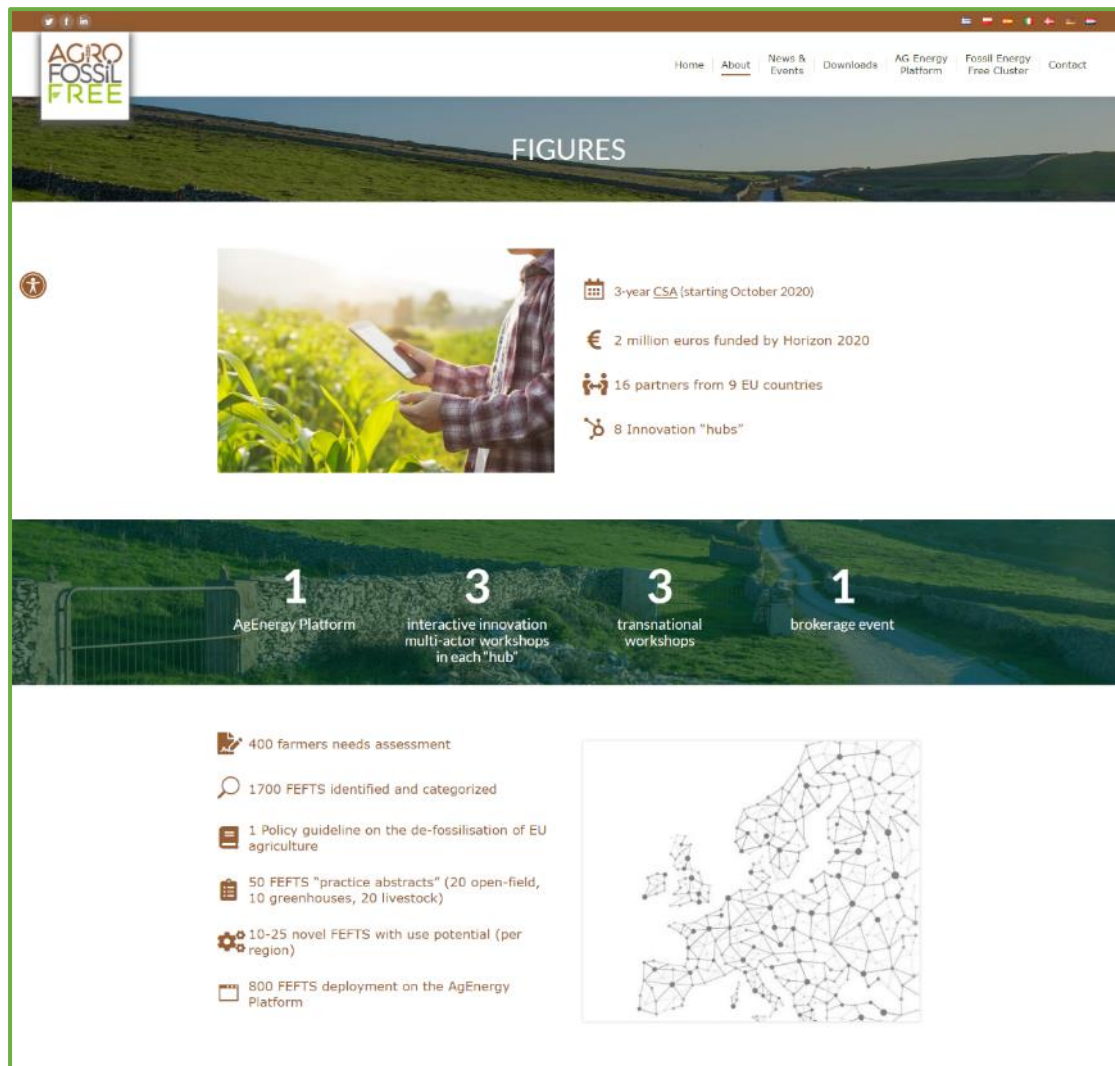 AGRO
FOSSIL
FREE
Home
About
News &
Events
Downloads
AG Energy
Platform
Fossil Energy
Free Cluster
Contact
FIGURES
3-year CSA (starting October 2020)
2 million euros funded by Horizon 2020
16 partners from 9 EU countries
8 Innovation “hubs”
1
AgEnergy Platform
3
interactive innovation
multi-actor workshops
in each “hub”
3
transnational
workshops
1
brokerage event
400 farmers needs assessment
1700 FEFTS identified and categorized
1 Policy guideline on the de-fossilisation of EU
agriculture
50 FEFTS “practice abstracts” (20 open-field,
10 greenhouses, 20 livestock)
10-25 novel FEFTS with use potential (per
region)
800 FEFTS deployment on the AgEnergy
Platform